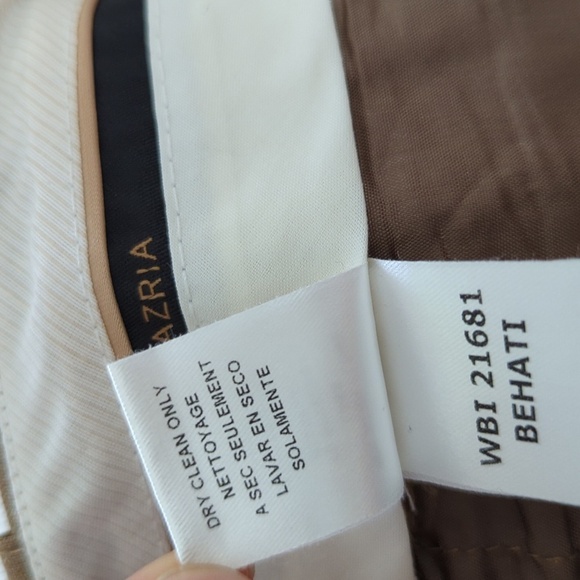 AZRIA
DRY CLEAN ONLY
NETTOYAGE
A SEC SEULEMENT
LAVAR EN SECO
SOLAMENTE
WBI 21681
BEHATI